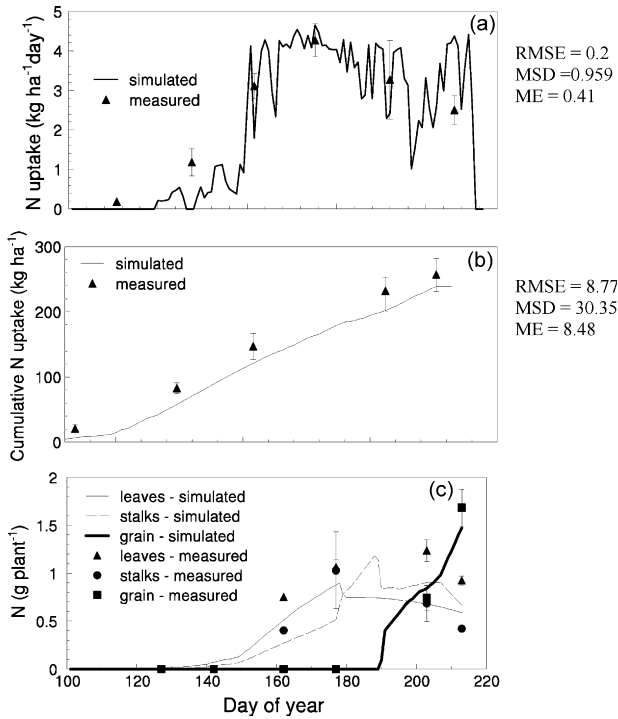 (a)
5
4
3
2
1
0
N uptake (kg ha-1day-1)
simulated
measured
RMSE = 0.2
MSD =0.959
ME = 0.41
(b)
300
200
100
0
Cumulative N uptake (kg ha-1)
simulated
measured
RMSE = 8.77
MSD = 30.35
ME = 8.48
(c)
2
1.5
1
0.5
0
N (g plant-1)
leaves - simulated
stalks - simulated
grain - simulated
leaves - measured
stalks - measured
grain - measured
100 120 140 160 180 200 220
Day of year